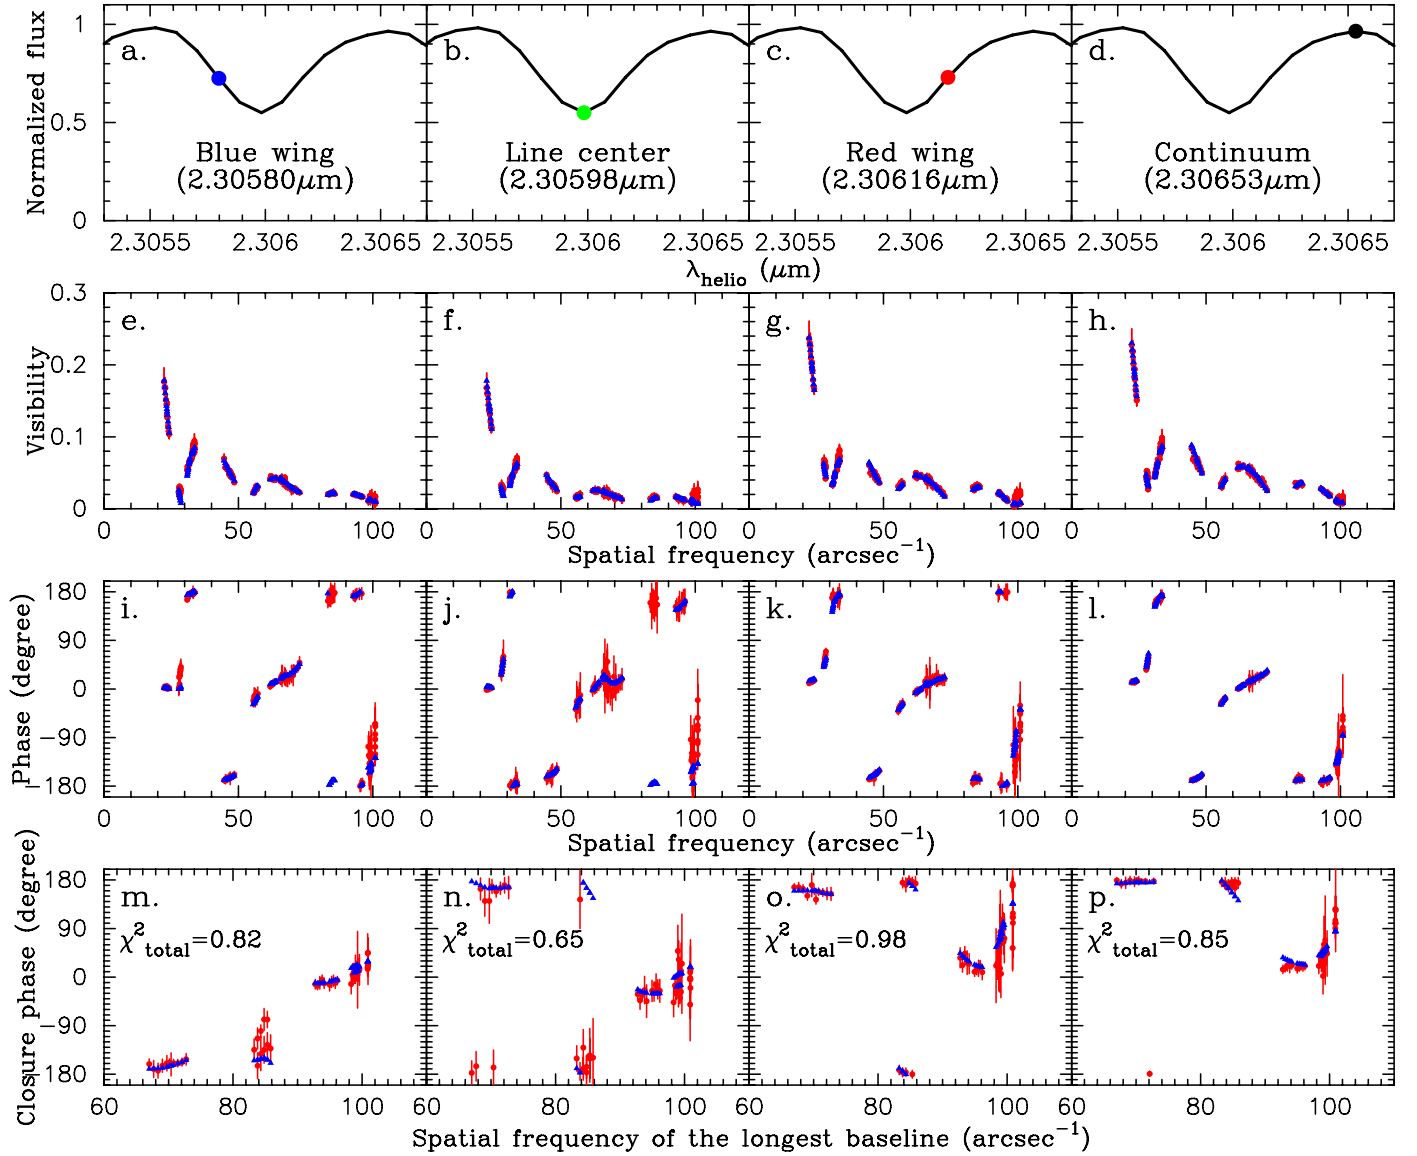 Normalized flux
1
0.5
0
a.
b.
c.
d.
Blue wing
(2.30580μm)
Line center
(2.30598μm)
Red wing
(2.30616μm)
Continuum
(2.30653μm)
2.3055 2.306 2.3065 2.3055 2.306 2.3065 2.3055 2.306 2.3065 2.3055 2.306 2.3065
λhelio (μm)
Visibility
0.3
0.2
0.1
0
e.
f.
g.
h.
0 50 100 0 50 100 0 50 100 0 50 100
Spatial frequency (arcsec⁻¹)
Phase (degree)
180
90
0
−90
−180
i.
j.
k.
l.
0 50 100 0 50 100 0 50 100 0 50 100
Spatial frequency (arcsec⁻¹)
Closure phase (degree)
180
90
0
−90
−180
m.
n.
o.
p.
χ²total=0.82
χ²total=0.65
χ²total=0.98
χ²total=0.85
60 80 100 60 80 100 60 80 100 60 80 100
Spatial frequency of the longest baseline (arcsec⁻¹)